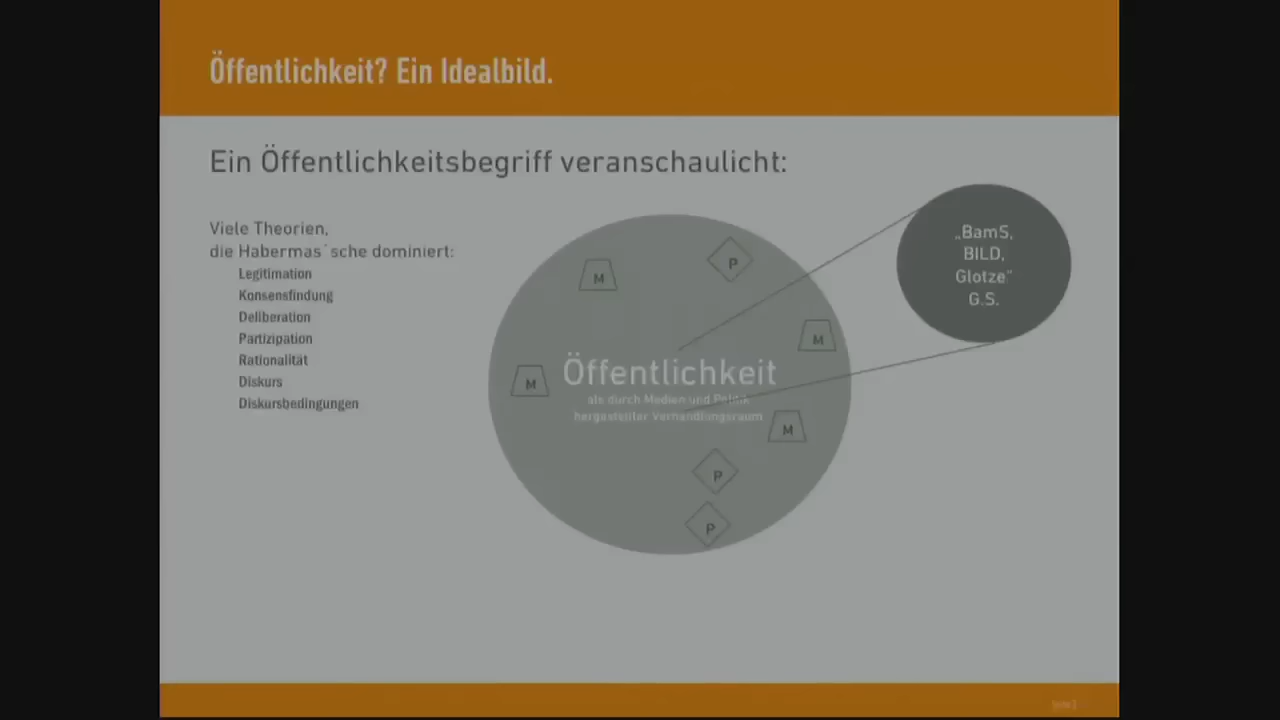 Öffentlichkeit? Ein Idealbild.
Ein Öffentlichkeitsbegriff veranschaulicht:
Viele Theorien,
die Habermas´sche dominiert:
Legitimation
Konsensfindung
Deliberation
Partizipation
Rationalität
Diskurs
Diskursbedingungen
M
P
M
M
Öffentlichkeit
als durch Medien und Politik
hergestellter Verhandlungsraum
M
P
P
„BamS,
BILD,
Glotze“
G.S.